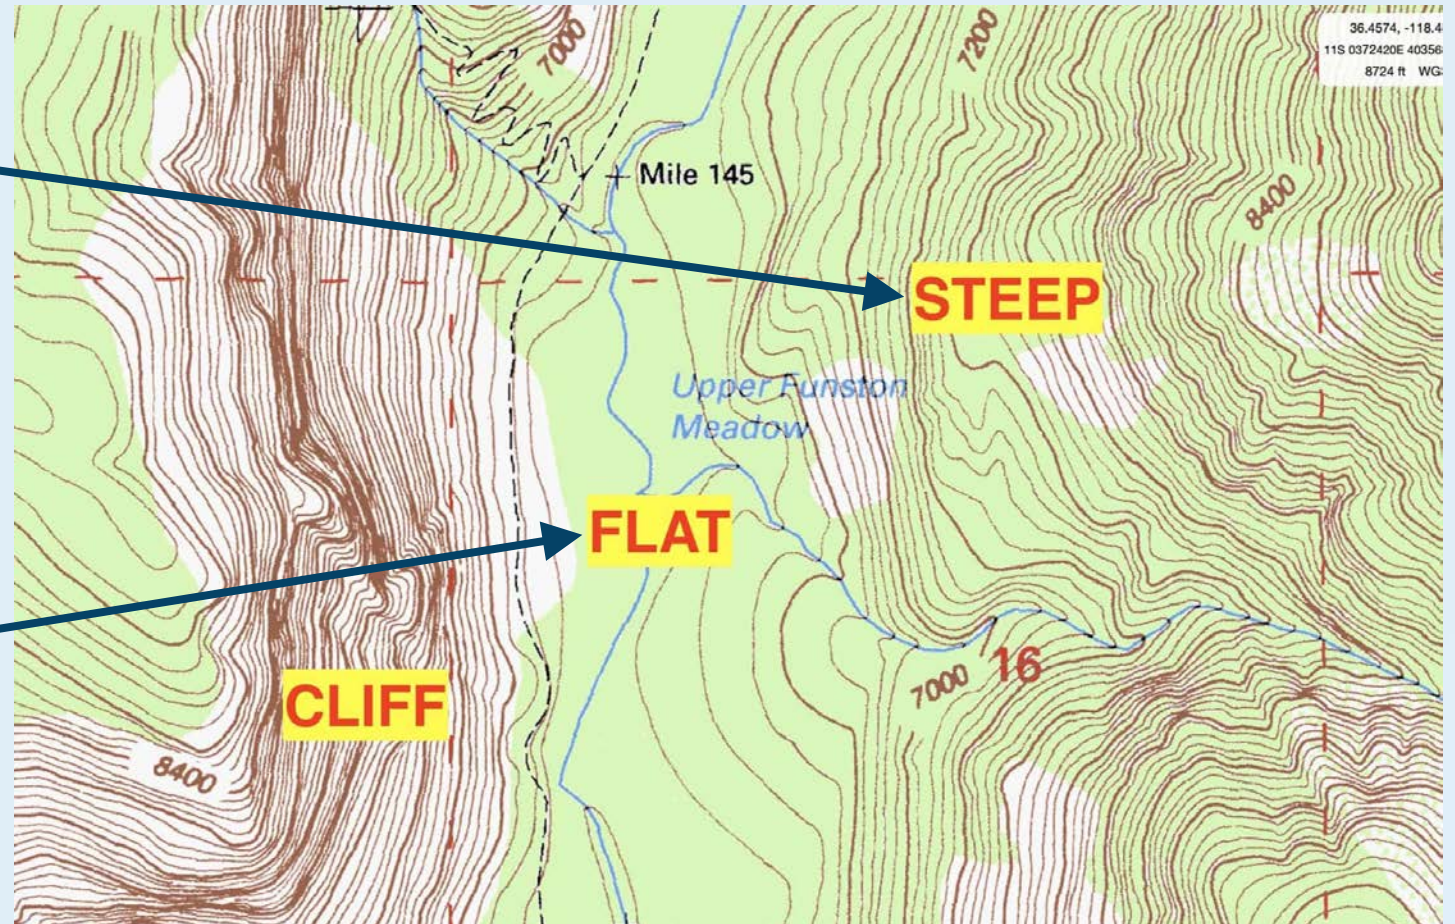 7000
7200
36.4574, -118.4
11S 0372420E 40356
8724 ft WG
Mile 145
8400
STEEP
Upper Funston
Meadow
FLAT
7000
16
CLIFF
8400